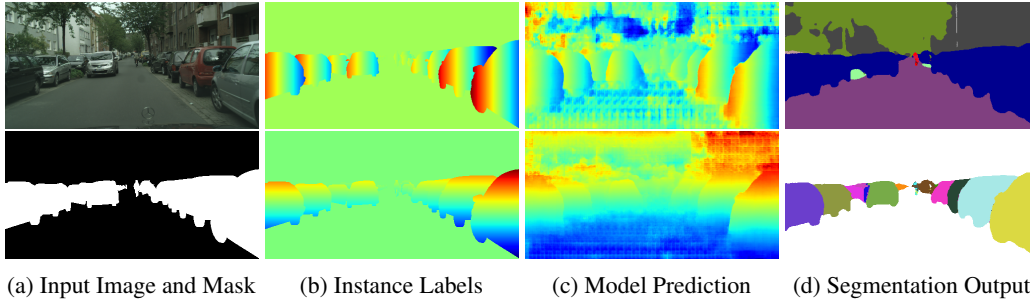 (a) Input Image and Mask (b) Instance Labels (c) Model Prediction (d) Segmentation Output